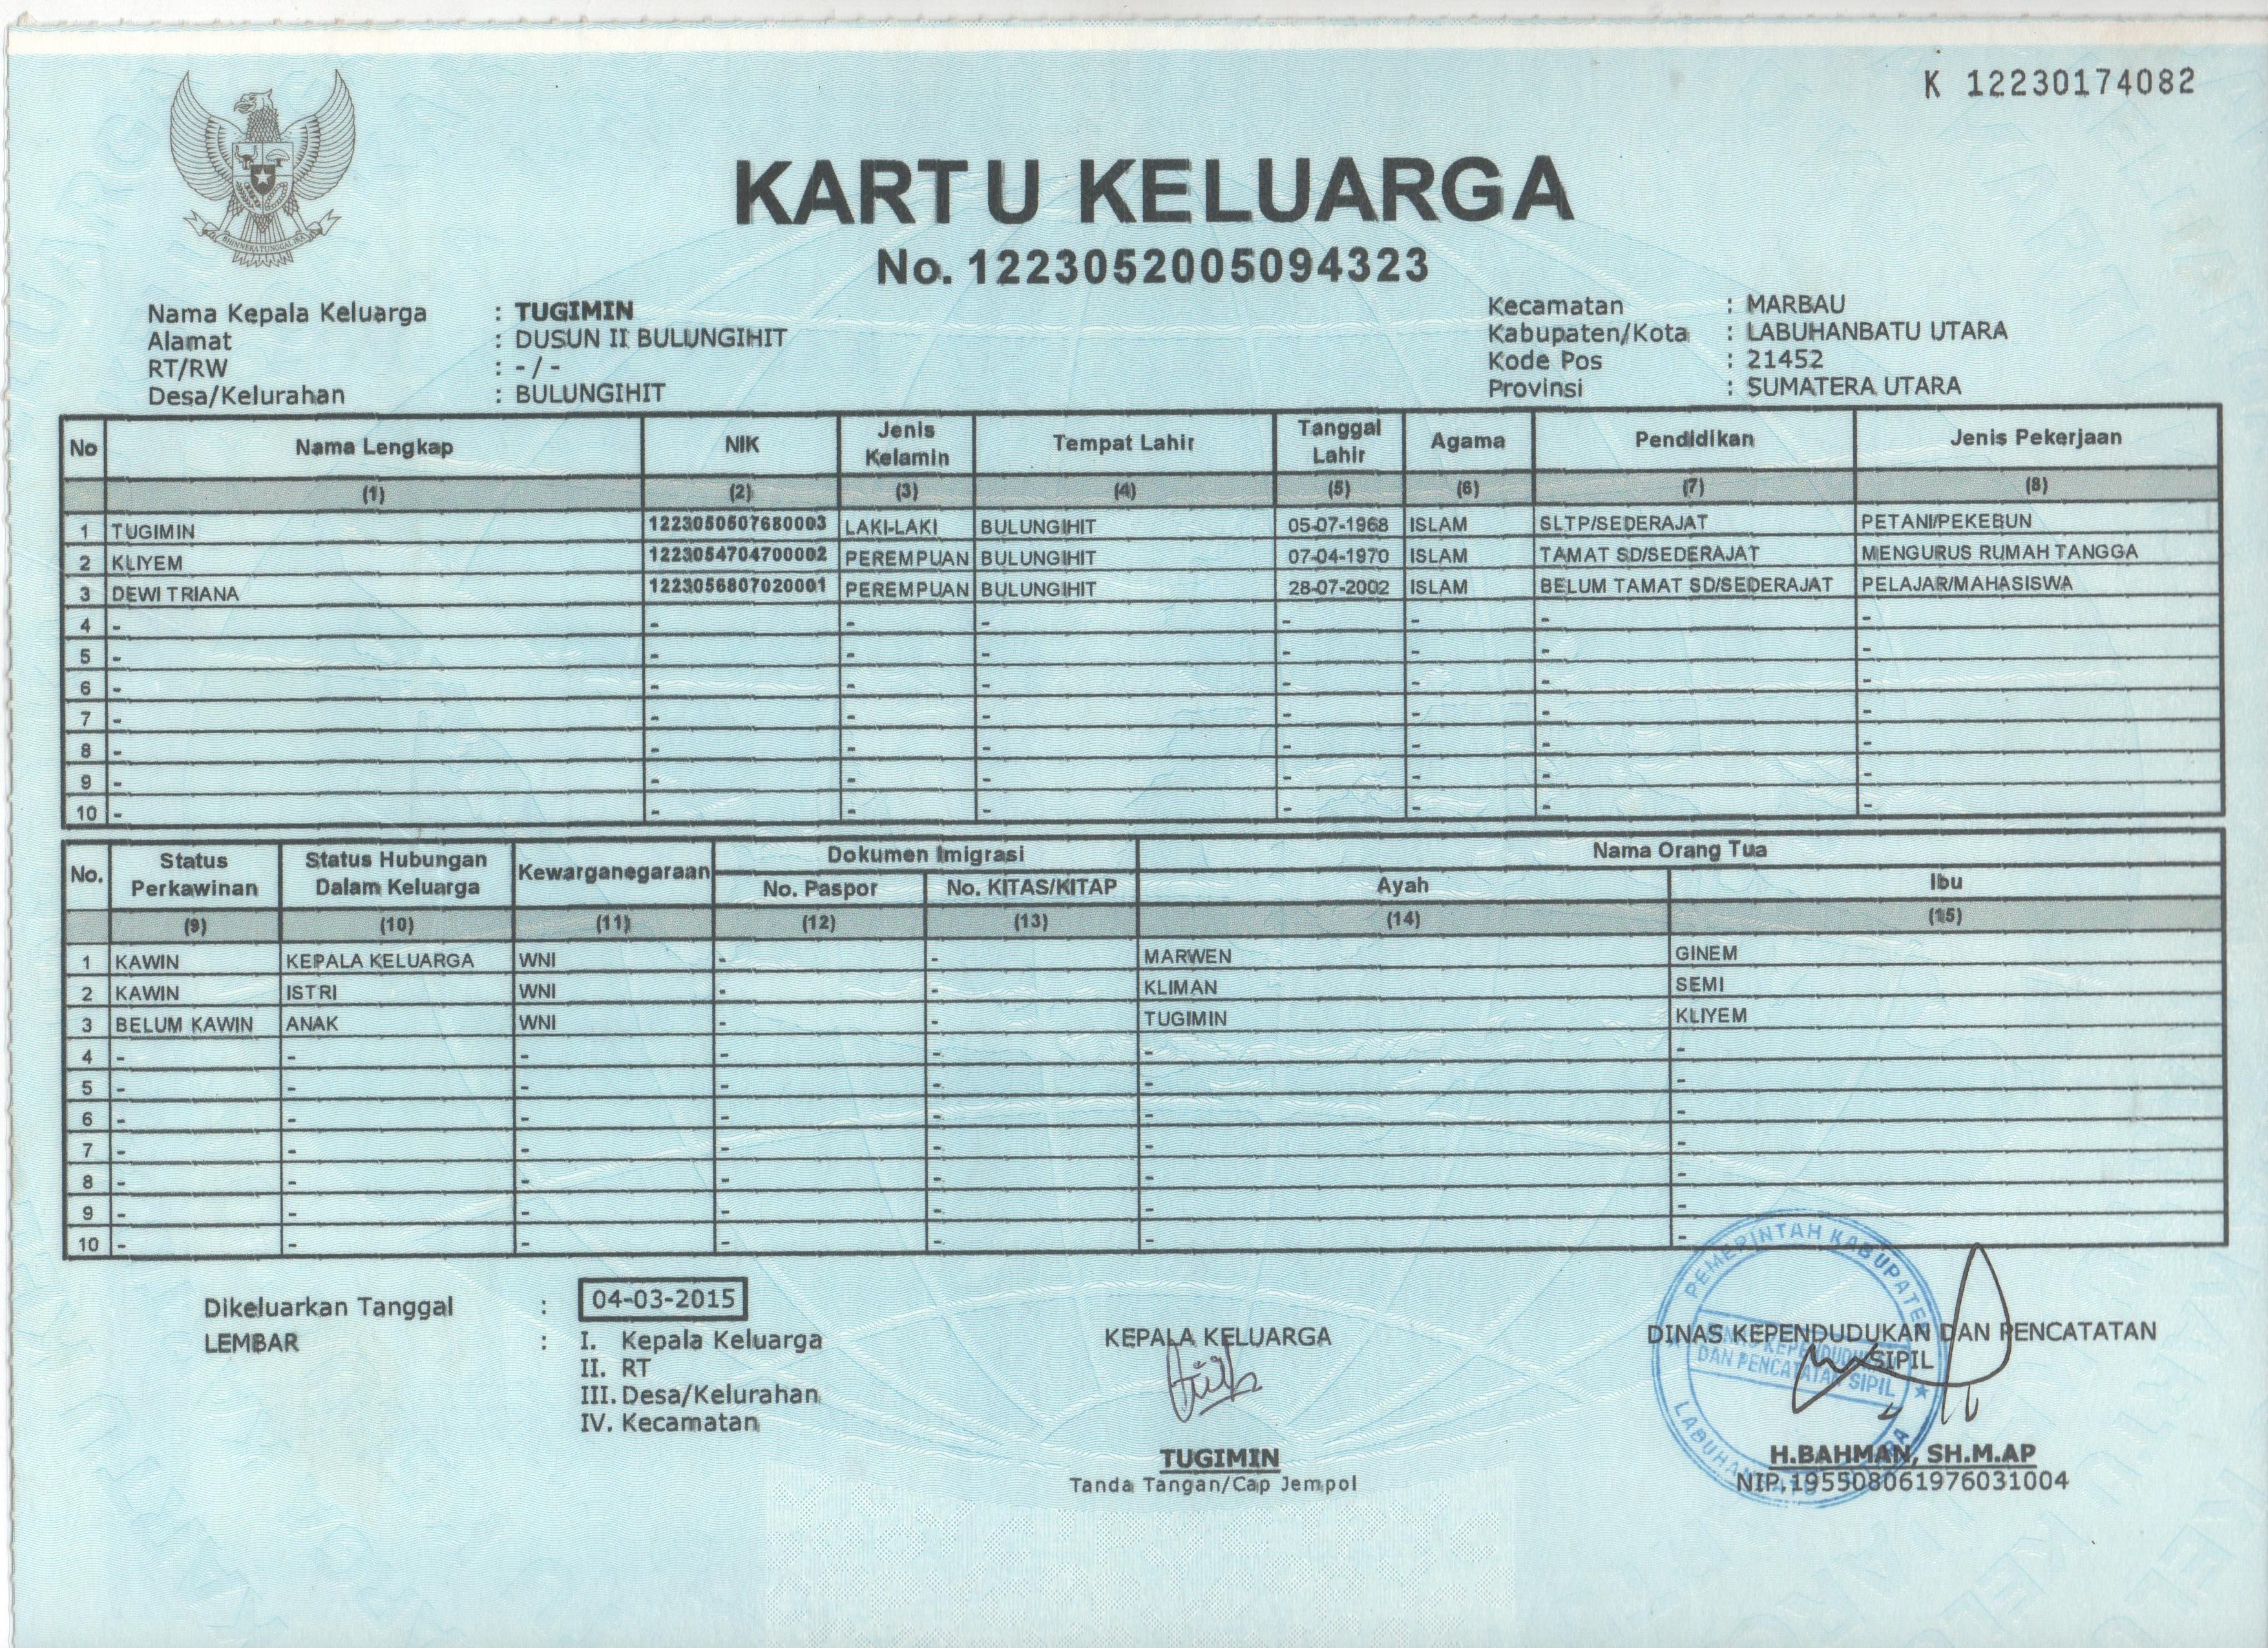 K 12230174082
BHINNEKA TUNGGAL IKA
KARTU KELUARGA
No. 1223052005094323
Nama Kepala Keluarga : TUGIMIN
Alamat : DUSUN II BULUNGIHIT
RT/RW : - / -
Desa/Kelurahan : BULUNGIHIT
Kecamatan : MARBAU
Kabupaten/Kota : LABUHANBATU UTARA
Kode Pos : 21452
Provinsi : SUMATERA UTARA
No Nama Lengkap NIK Jenis Kelamin Tempat Lahir Tanggal Lahir Agama Pendidikan Jenis Pekerjaan
(1) (2) (3) (4) (5) (6) (7) (8)
1 TUGIMIN 1223050507680003 LAKI-LAKI BULUNGIHIT 05-07-1968 ISLAM SLTP/SEDERAJAT PETANI/PEKEBUN
2 KLIYEM 1223054704700002 PEREMPUAN BULUNGIHIT 07-04-1970 ISLAM TAMAT SD/SEDERAJAT MENGURUS RUMAH TANGGA
3 DEWI TRIANA 1223056807020001 PEREMPUAN BULUNGIHIT 28-07-2002 ISLAM BELUM TAMAT SD/SEDERAJAT PELAJAR/MAHASISWA
4 - - - - - - - -
5 - - - - - - - -
6 - - - - - - - -
7 - - - - - - - -
8 - - - - - - - -
9 - - - - - - - -
10 - - - - - - - -
No. Status Perkawinan Status Hubungan Dalam Keluarga Kewarganegaraan Dokumen Imigrasi Nama Orang Tua
No. Paspor No. KITAS/KITAP Ayah Ibu
(9) (10) (11) (12) (13) (14) (15)
1 KAWIN KEPALA KELUARGA WNI - - MARWEN GINEM
2 KAWIN ISTRI WNI - - KLIMAN SEMI
3 BELUM KAWIN ANAK WNI - - TUGIMIN KLIYEM
4 - - - - - - -
5 - - - - - - -
6 - - - - - - -
7 - - - - - - -
8 - - - - - - -
9 - - - - - - -
10 - - - - - - -
Dikeluarkan Tanggal : 04-03-2015
LEMBAR : I. Kepala Keluarga
II. RT
III. Desa/Kelurahan
IV. Kecamatan
KEPALA KELUARGA
TUGIMIN
Tanda Tangan/Cap Jempol
DINAS KEPENDUDUKAN DAN PENCATATAN
SIPIL
H.BAHMAN, SH.M.AP
NIP.195508061976031004
PEMERINTAH KABUPATEN
DINAS KEPENDUDUKAN
DAN PENCATATAN SIPIL